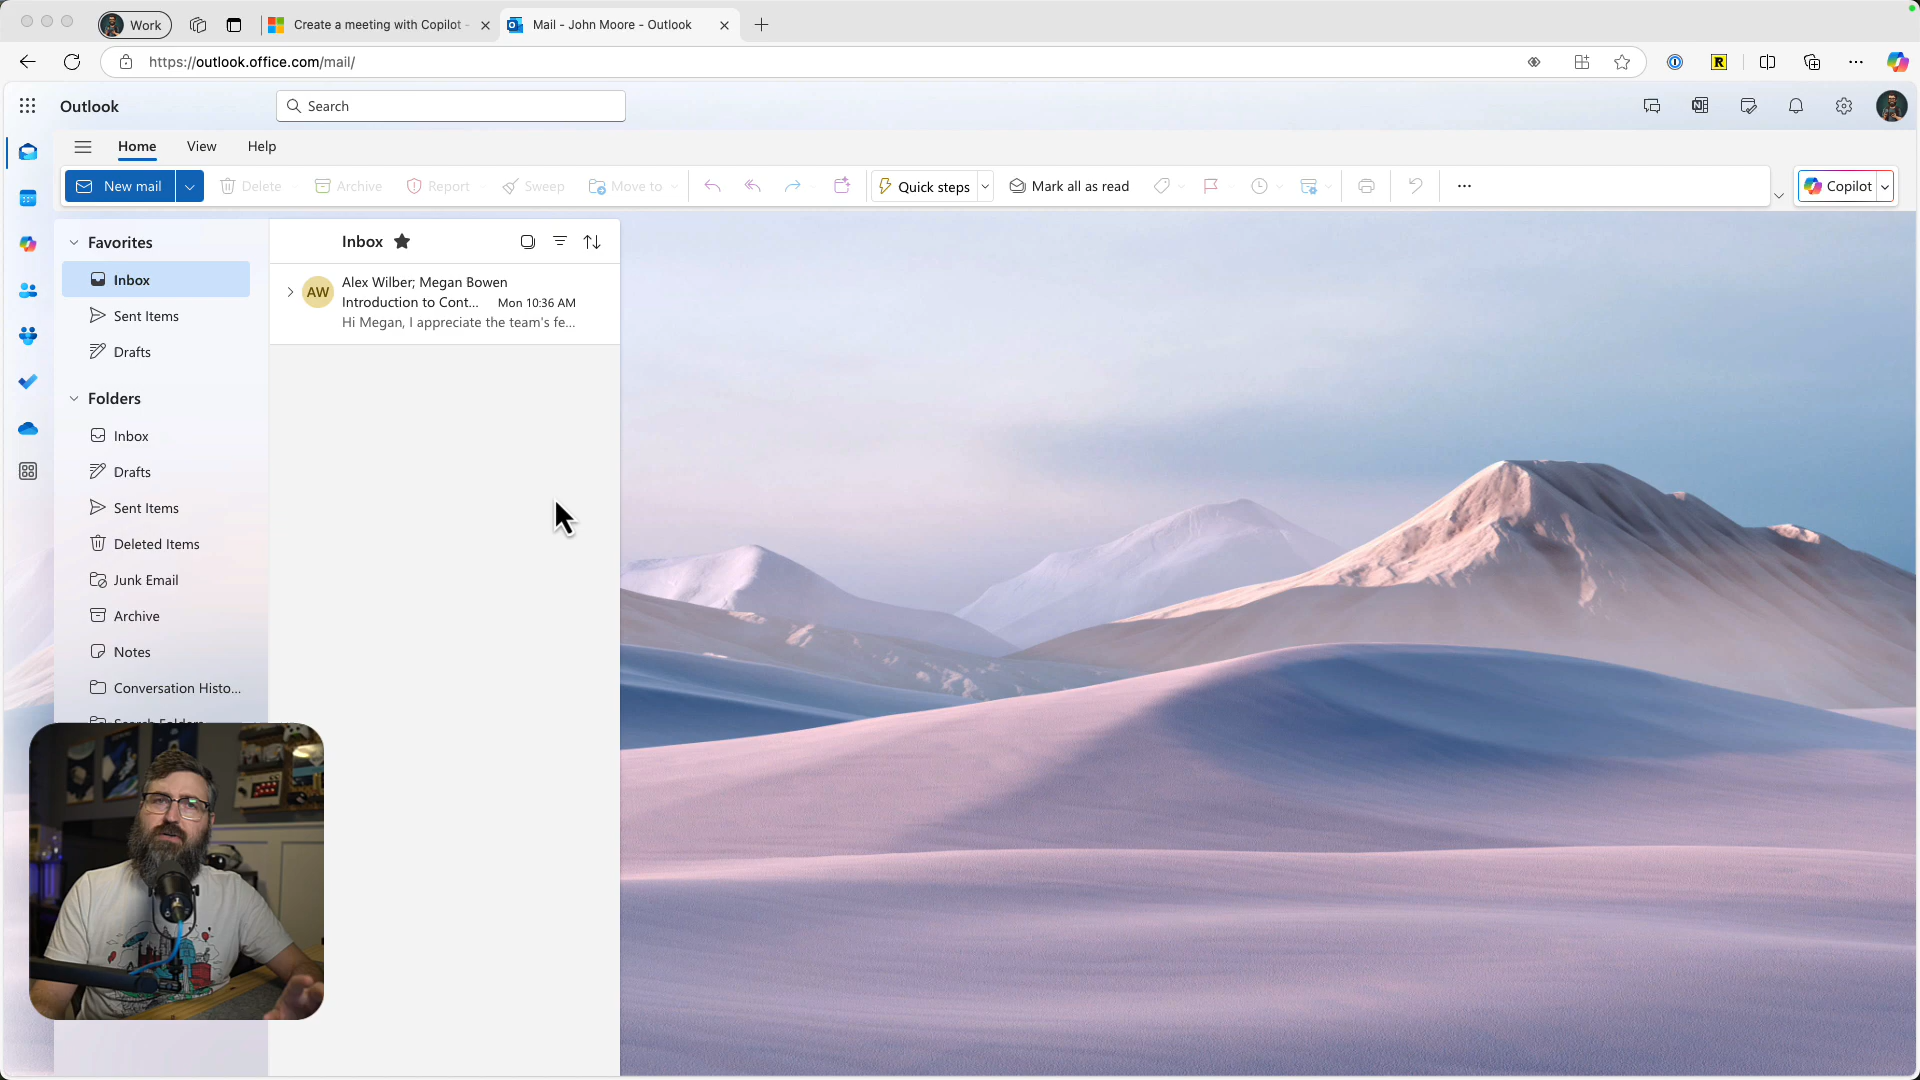 Work
Create a meeting with Copilot -
Mail - John Moore - Outlook
https://outlook.office.com/mail/
Outlook
Search
Home
View
Help
New mail
Delete
Archive
Report
Sweep
Move to
Quick steps
Mark all as read
Copilot
Favorites
Inbox
Sent Items
Drafts
Folders
Inbox
Drafts
Sent Items
Deleted Items
Junk Email
Archive
Notes
Conversation Histo...
Search Folders
Inbox
AW
Alex Wilber; Megan Bowen
Introduction to Cont... Mon 10:36 AM
Hi Megan, I appreciate the team's fe...